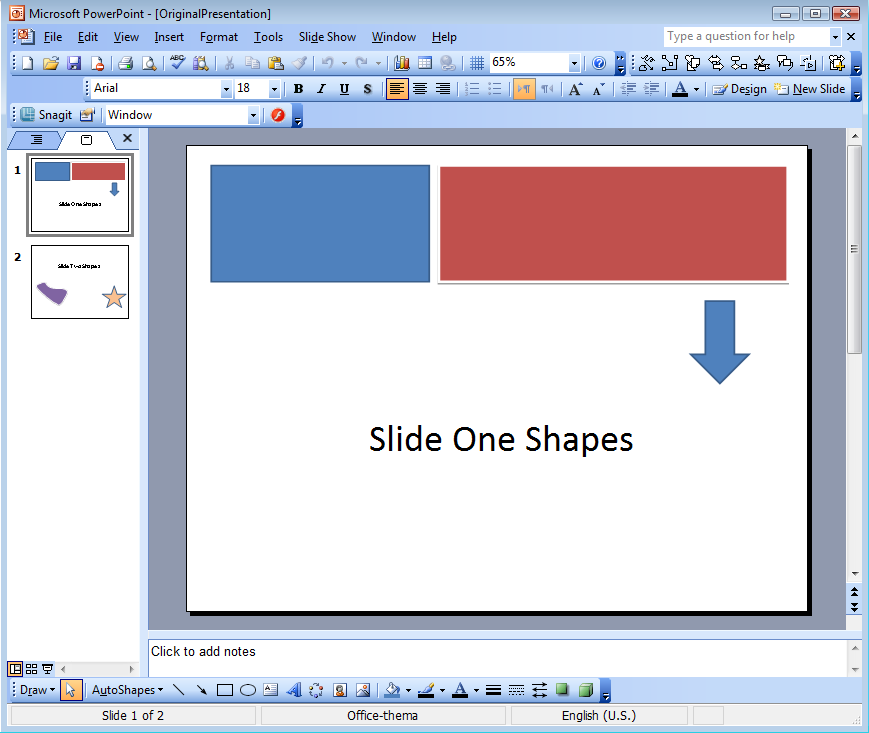 Microsoft PowerPoint - [OriginalPresentation]
File Edit View Insert Format Tools Slide Show Window Help Type a question for help
ABC 65%
Arial 18 B I U S A A A Design New Slide
Snagit Window
1
Slide One Shapes
2
Slide Two Shapes
Slide One Shapes
Click to add notes
Draw AutoShapes A A A
Slide 1 of 2 Office-thema English (U.S.)